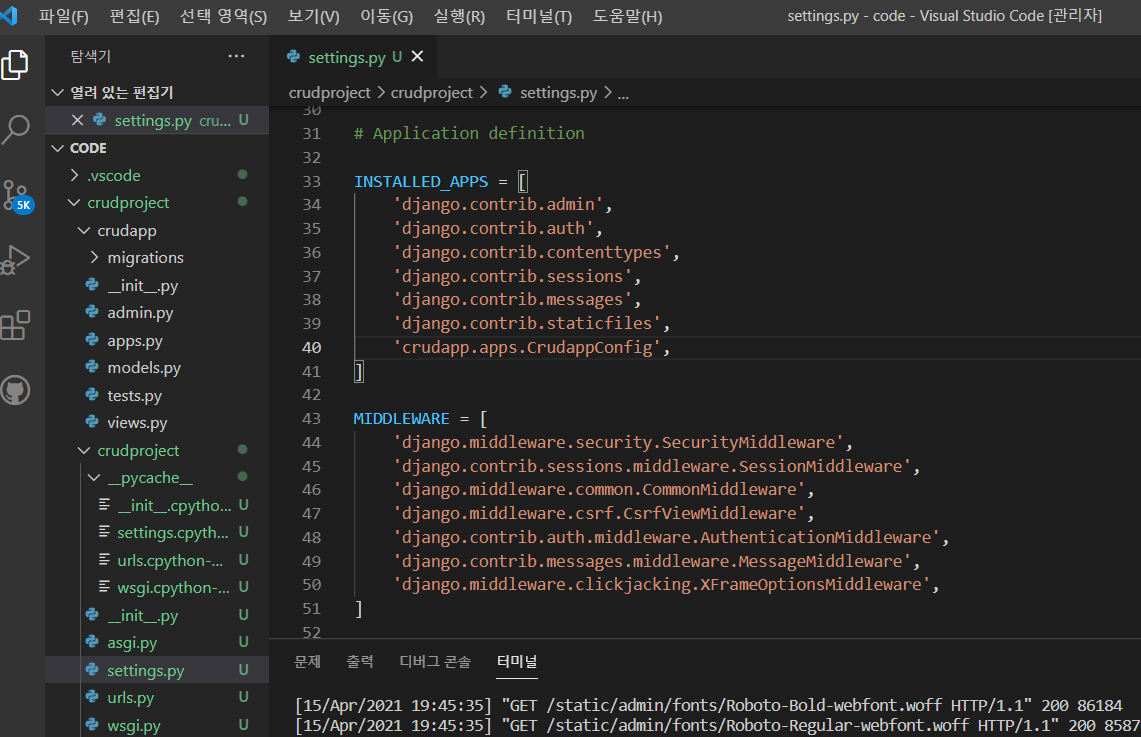 파일(F) 편집(E) 선택 영역(S) 보기(V) 이동(G) 실행(R) 터미널(T) 도움말(H) settings.py - code - Visual Studio Code [관리자]
탐색기 ...
열려 있는 편집기
settings.py cru... U
CODE
.vscode
crudproject
crudapp
migrations
__init__.py
admin.py
apps.py
models.py
tests.py
views.py
crudproject
__pycache__
__init__.cpytho... U
settings.cpyth... U
urls.cpython-... U
wsgi.cpython-... U
__init__.py U
asgi.py U
settings.py U
urls.py U
wsgi.py U
5K
settings.py U
crudproject > crudproject > settings.py > ...
30
31 # Application definition
32
33 INSTALLED_APPS = [
34 'django.contrib.admin',
35 'django.contrib.auth',
36 'django.contrib.contenttypes',
37 'django.contrib.sessions',
38 'django.contrib.messages',
39 'django.contrib.staticfiles',
40 'crudapp.apps.CrudappConfig',
41 ]
42
43 MIDDLEWARE = [
44 'django.middleware.security.SecurityMiddleware',
45 'django.contrib.sessions.middleware.SessionMiddleware',
46 'django.middleware.common.CommonMiddleware',
47 'django.middleware.csrf.CsrfViewMiddleware',
48 'django.contrib.auth.middleware.AuthenticationMiddleware',
49 'django.contrib.messages.middleware.MessageMiddleware',
50 'django.middleware.clickjacking.XFrameOptionsMiddleware',
51 ]
52
문제 출력 디버그 콘솔 터미널
[15/Apr/2021 19:45:35] "GET /static/admin/fonts/Roboto-Bold-webfont.woff HTTP/1.1" 200 86184
[15/Apr/2021 19:45:35] "GET /static/admin/fonts/Roboto-Regular-webfont.woff HTTP/1.1" 200 8587